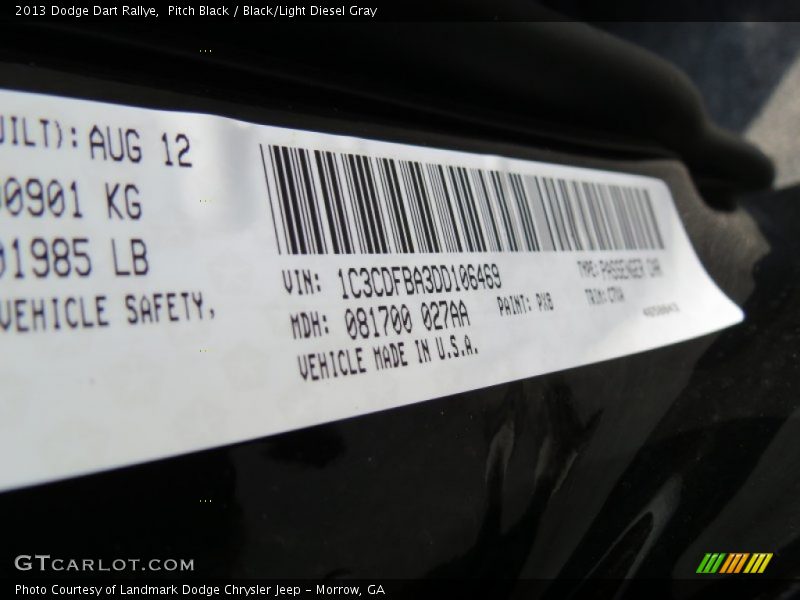 2013 Dodge Dart Rallye, Pitch Black / Black/Light Diesel Gray
UILT): AUG 12
00901 KG
01985 LB
VEHICLE SAFETY,
VIN: 1C3CDFBA3DD106469
TYPE: PASSENGER CAR
MDH: 081700 027AA
PAINT: PXB
TRIM:
VEHICLE MADE IN U.S.A.
GTCARLOT.COM
Photo Courtesy of Landmark Dodge Chrysler Jeep - Morrow, GA